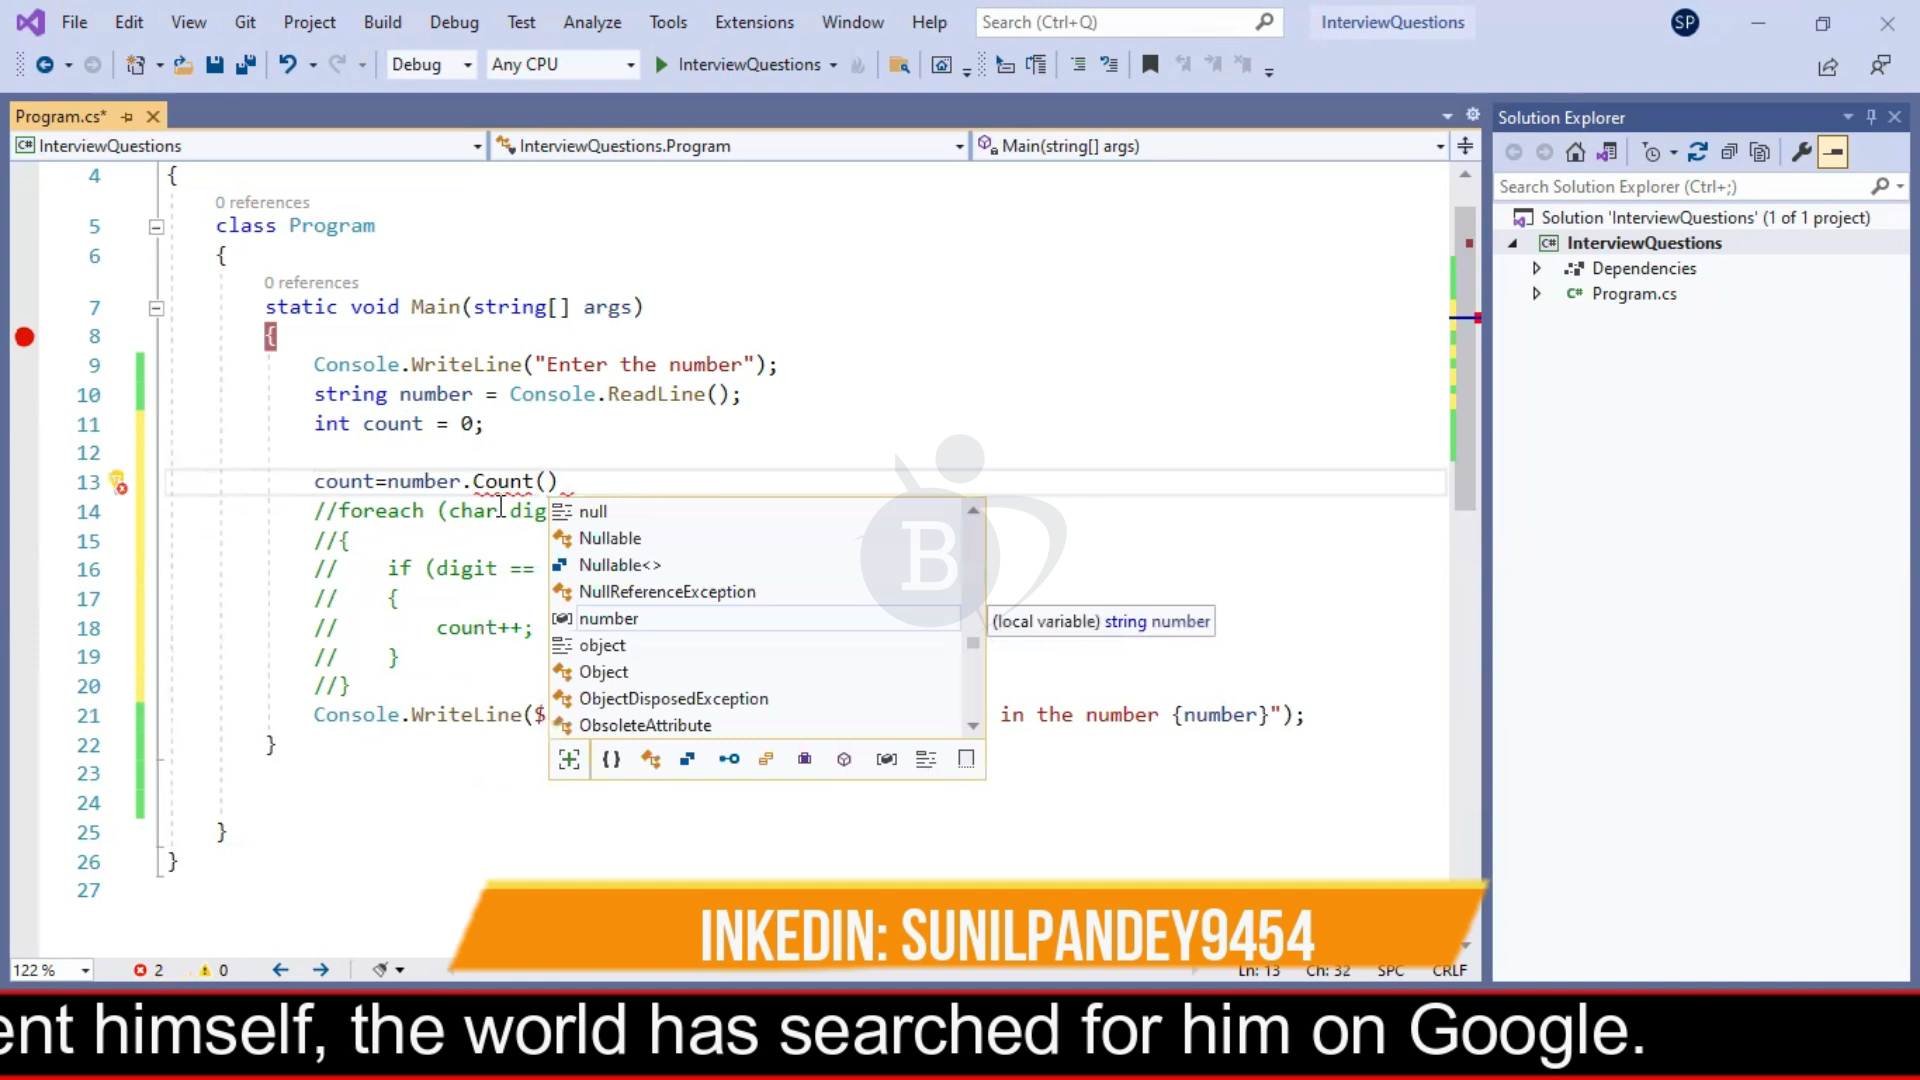 File Edit View Git Project Build Debug Test Analyze Tools Extensions Window Help Search (Ctrl+Q) InterviewQuestions SP
Debug Any CPU InterviewQuestions
Program.cs* Solution Explorer
InterviewQuestions InterviewQuestions.Program Main(string[] args)
Search Solution Explorer (Ctrl+;)
Solution 'InterviewQuestions' (1 of 1 project)
InterviewQuestions
Dependencies
Program.cs
4 {
0 references
5 class Program
6 {
0 references
7 static void Main(string[] args)
8 {
9 Console.WriteLine("Enter the number");
10 string number = Console.ReadLine();
11 int count = 0;
12
13 count=number.Count()
14 //foreach (char dig
15 //{
16 // if (digit ==
17 // {
18 // count++;
19 // }
20 //}
21 Console.WriteLine($ in the number {number}");
22 }
23
24
25 }
26 }
27
null
Nullable
Nullable<>
NullReferenceException
number
(local variable) string number
object
Object
ObjectDisposedException
ObsoleteAttribute
B
INKEDIN: SUNILPANDEY9454
122 % 2 0 Ln: 13 Ch: 32 SPC CRLF
ent himself, the world has searched for him on Google.